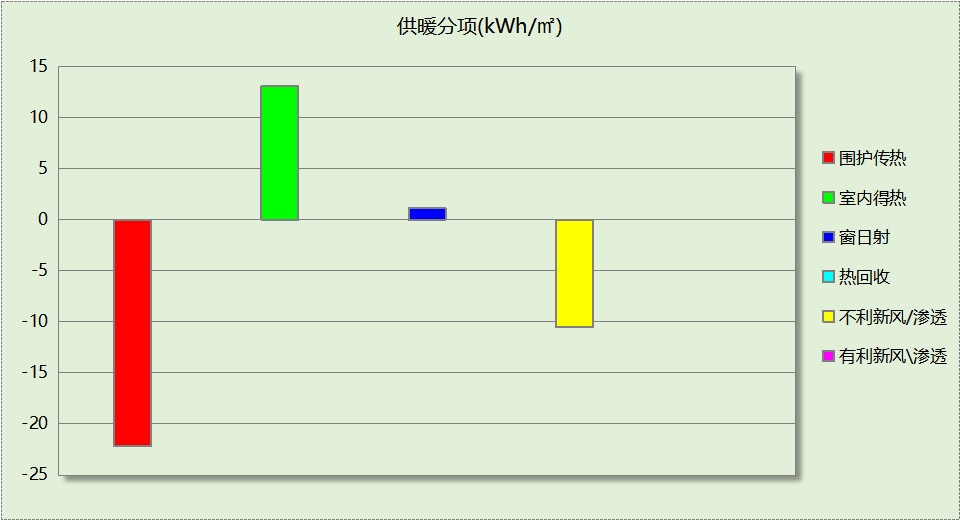 供暖分项(kWh/㎡)
15
10
5
0
-5
-10
-15
-20
-25
围护传热
室内得热
窗日射
热回收
不利新风/渗透
有利新风\渗透